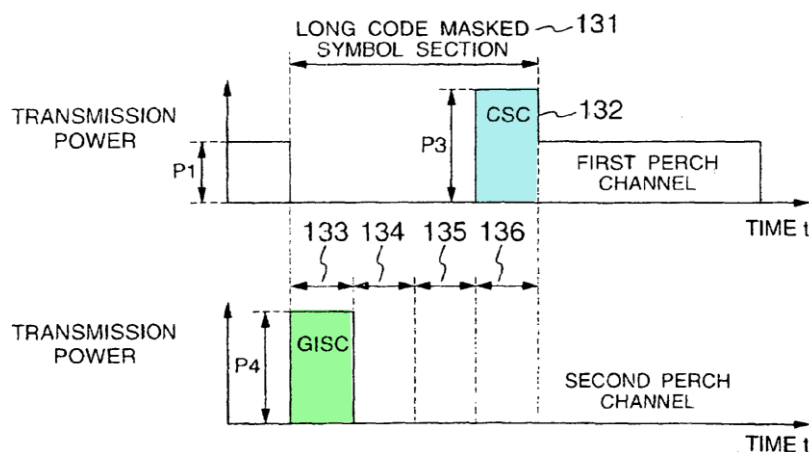 LONG CODE MASKED 131
SYMBOL SECTION
TRANSMISSION
POWER
P1
P3
CSC
132
FIRST PERCH
CHANNEL
TIME t
133 134 135 136
TRANSMISSION
POWER
P4
GISC
SECOND PERCH
CHANNEL
TIME t